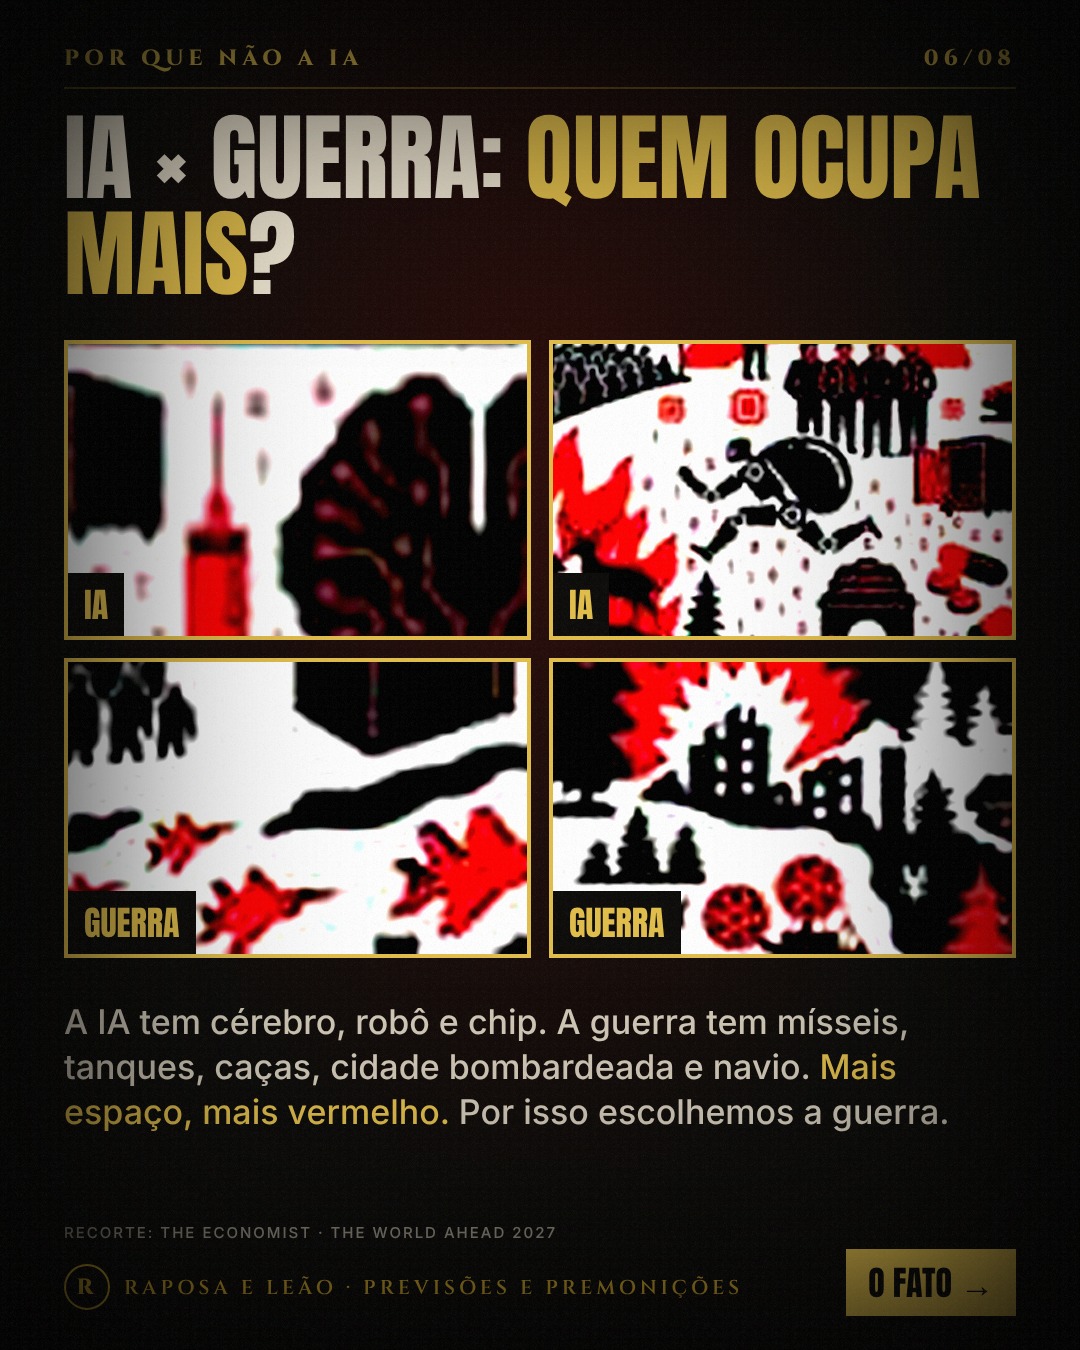 POR QUE NÃO A IA
06/08
IA × GUERRA: QUEM OCUPA
MAIS?
IA
IA
GUERRA
GUERRA
A IA tem cérebro, robô e chip. A guerra tem mísseis,
tanques, caças, cidade bombardeada e navio. Mais
espaço, mais vermelho. Por isso escolhemos a guerra.
RECORTE: THE ECONOMIST · THE WORLD AHEAD 2027
R RAPOSA E LEÃO · PREVISÕES E PREMONIÇÕES
O FATO →